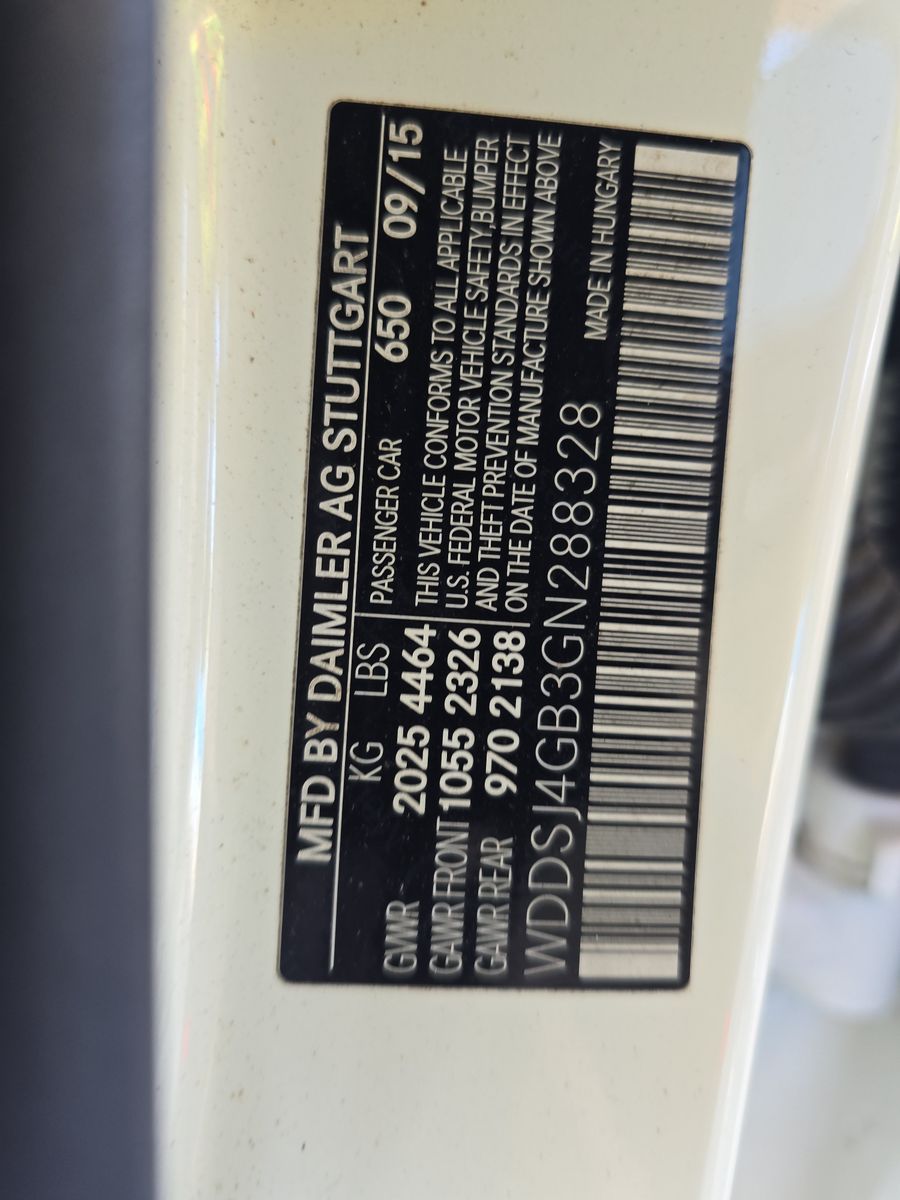 MFD BY DAIMLER AG STUTTGART
KG LBS
GVWR 2025 4464
GAWR FRONT 1055 2326
GAWR REAR 970 2138
PASSENGER CAR 650 09/15
THIS VEHICLE CONFORMS TO ALL APPLICABLE
U.S. FEDERAL MOTOR VEHICLE SAFETY,BUMPER
AND THEFT PREVENTION STANDARDS IN EFFECT
ON THE DATE OF MANUFACTURE SHOWN ABOVE
WDDSJ4GB3GN288328 MADE IN HUNGARY